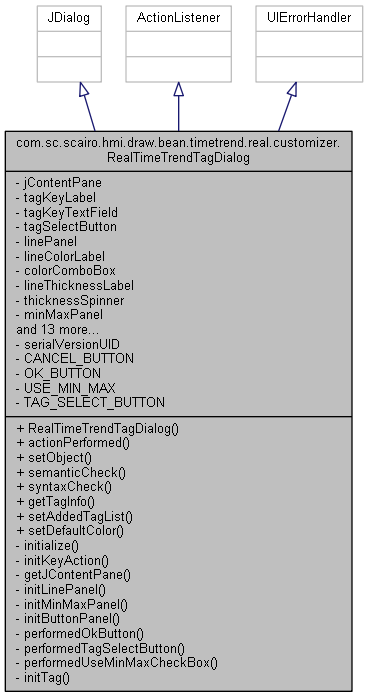 JDialog
ActionListener
UIErrorHandler
com.sc.scairo.hmi.draw.bean.timetrend.real.customizer.
RealTimeTrendTagDialog
- jContentPane
- tagKeyLabel
- tagKeyTextField
- tagSelectButton
- linePanel
- lineColorLabel
- colorComboBox
- lineThicknessLabel
- thicknessSpinner
- minMaxPanel
and 13 more...
- serialVersionUID
- CANCEL_BUTTON
- OK_BUTTON
- USE_MIN_MAX
- TAG_SELECT_BUTTON
+ RealTimeTrendTagDialog()
+ actionPerformed()
+ setObject()
+ semanticCheck()
+ syntaxCheck()
+ getTagInfo()
+ setAddedTagList()
+ setDefaultColor()
- initialize()
- initKeyAction()
- getJContentPane()
- initLinePanel()
- initMinMaxPanel()
- initButtonPanel()
- performedOkButton()
- performedTagSelectButton()
- performedUseMinMaxCheckBox()
- initTag()